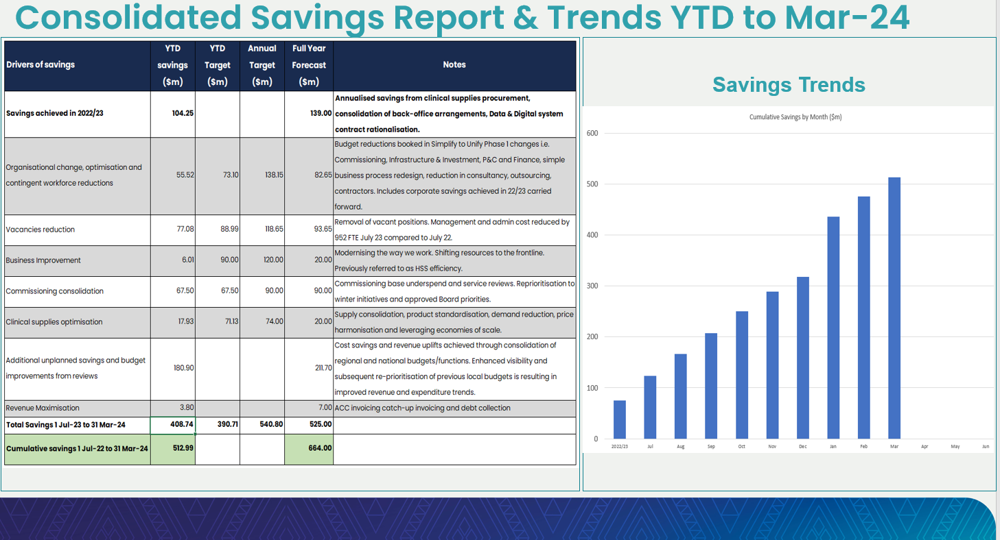 Consolidated Savings Report & Trends YTD to Mar-24
Drivers of savings
YTD
savings
($m)
YTD
Target
($m)
Annual
Target
($m)
Full Year
Forecast
($m)
Notes
Savings achieved in 2022/23
104.25
139.00
Annualised savings from clinical supplies procurement,
consolidation of back-office arrangements, Data & Digital system
contract rationalisation.
Organisational change, optimisation and
contingent workforce reductions
55.52
73.10
138.15
82.65
Budget reductions booked in Simplify to Unify Phase 1 changes i.e.
Commissioning, Infrastructure & Investment, P&C and Finance, simple
business process redesign, reduction in consultancy, outsourcing,
contractors. Includes corporate savings achieved in 22/23 carried
forward.
Vacancies reduction
77.08
88.99
118.65
93.65
Removal of vacant positions. Management and admin cost reduced by
952 FTE July 23 compared to July 22.
Business Improvement
6.01
90.00
120.00
20.00
Modernising the way we work. Shifting resources to the frontline.
Previously referred to as HSS efficiency.
Commissioning consolidation
67.50
67.50
90.00
90.00
Commissioning base underspend and service reviews. Reprioritisation to
winter initiatives and approved Board priorities.
Clinical supplies optimisation
17.93
71.13
74.00
20.00
Supply consolidation, product standardisation, demand reduction, price
harmonisation and leveraging economies of scale.
Additional unplanned savings and budget
improvements from reviews
180.90
211.70
Cost savings and revenue uplifts achieved through consolidation of
regional and national budgets/functions. Enhanced visibility and
subsequent re-prioritisation of previous local budgets is resulting in
improved revenue and expenditure trends.
Revenue Maximisation
3.80
7.00
ACC invoicing catch-up invoicing and debt collection
Total Savings 1 Jul-23 to 31 Mar-24
408.74
390.71
540.80
525.00
Cumulative savings 1 Jul-22 to 31 Mar-24
512.99
664.00
Savings Trends
Cumulative Savings by Month ($m)
600
500
400
300
200
100
0
2022/23
Jul
Aug
Sep
Oct
Nov
Dec
Jan
Feb
Mar
Apr
May
Jun